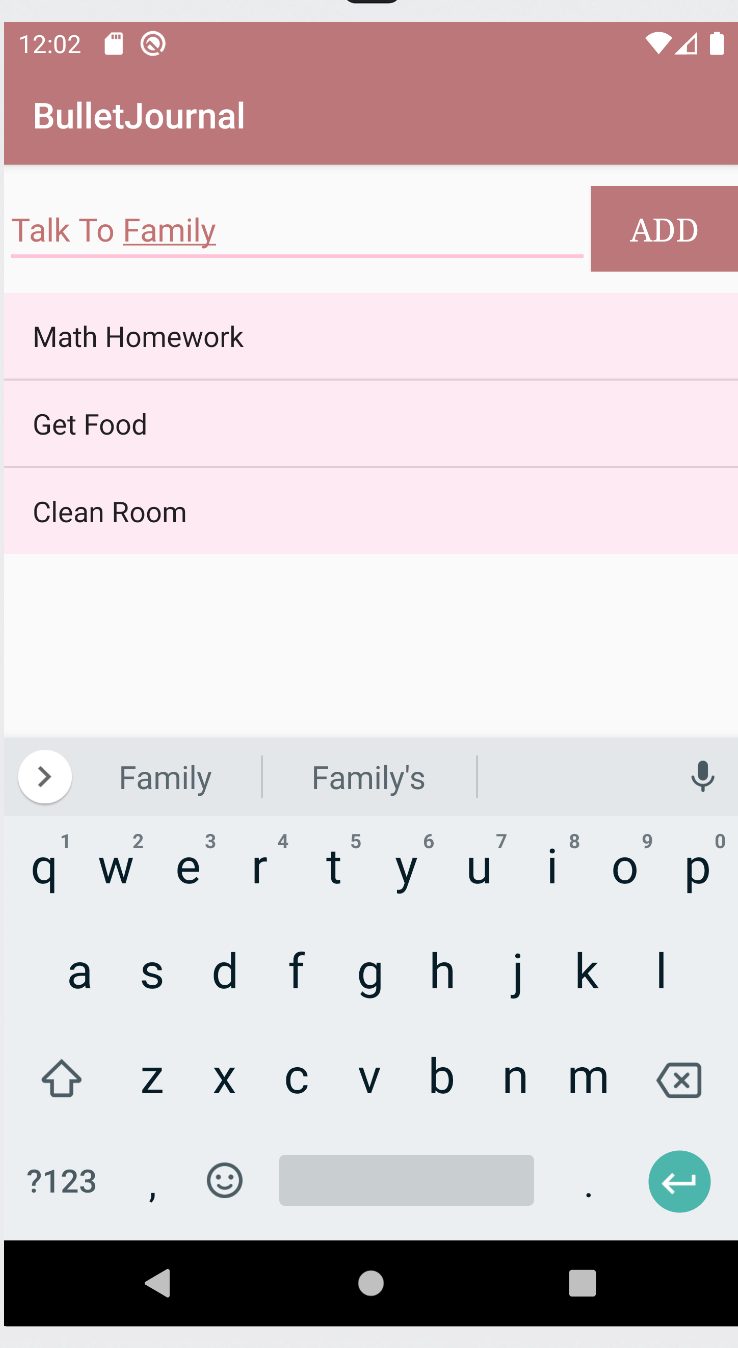 12:02
BulletJournal
Talk To Family
ADD
Math Homework
Get Food
Clean Room
Family Family's
1 2 3 4 5 6 7 8 9 0
q w e r t y u i o p
a s d f g h j k l
z x c v b n m
?123 , .